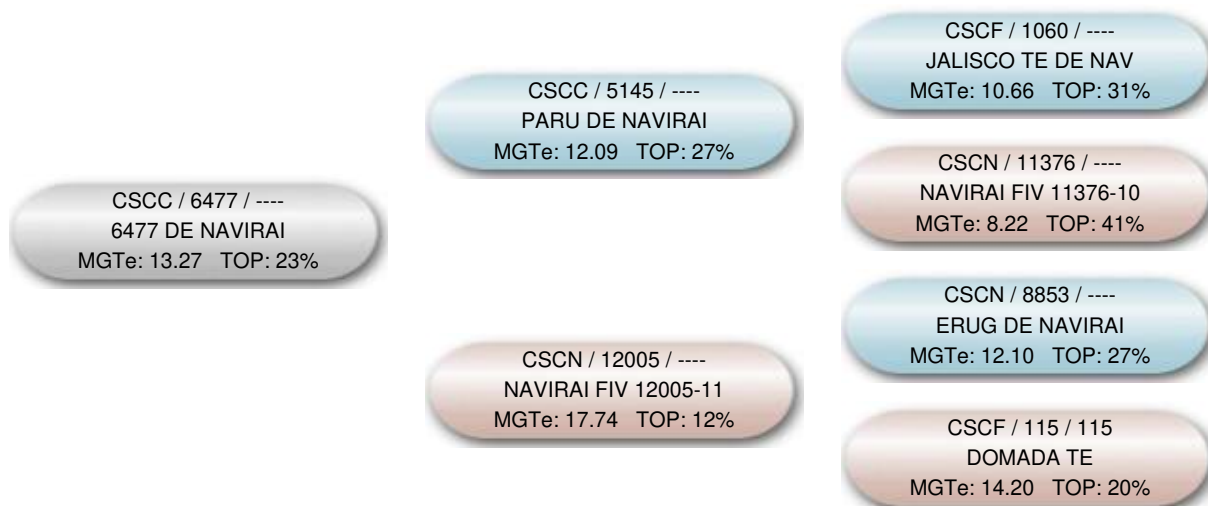 CSCC / 6477 / ----
6477 DE NAVIRAI
MGTe: 13.27 TOP: 23%
CSCC / 5145 / ----
PARU DE NAVIRAI
MGTe: 12.09 TOP: 27%
CSCN / 12005 / ----
NAVIRAI FIV 12005-11
MGTe: 17.74 TOP: 12%
CSCF / 1060 / ----
JALISCO TE DE NAV
MGTe: 10.66 TOP: 31%
CSCN / 11376 / ----
NAVIRAI FIV 11376-10
MGTe: 8.22 TOP: 41%
CSCN / 8853 / ----
ERUG DE NAVIRAI
MGTe: 12.10 TOP: 27%
CSCF / 115 / 115
DOMADA TE
MGTe: 14.20 TOP: 20%